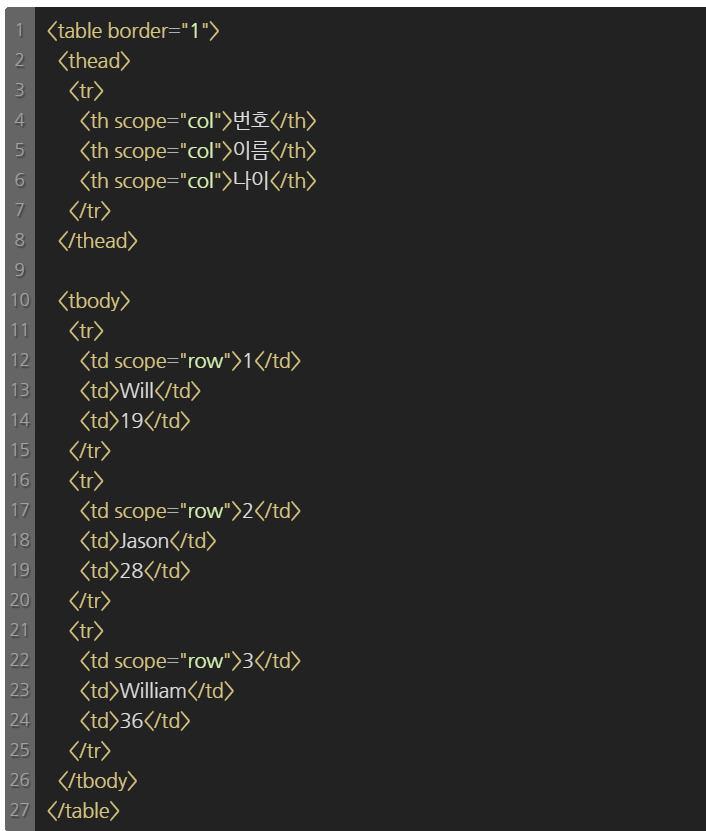 1 <table border="1">
2 <thead>
3 <tr>
4 <th scope="col">번호</th>
5 <th scope="col">이름</th>
6 <th scope="col">나이</th>
7 </tr>
8 </thead>
9
10 <tbody>
11 <tr>
12 <td scope="row">1</td>
13 <td>Will</td>
14 <td>19</td>
15 </tr>
16 <tr>
17 <td scope="row">2</td>
18 <td>Jason</td>
19 <td>28</td>
20 </tr>
21 <tr>
22 <td scope="row">3</td>
23 <td>William</td>
24 <td>36</td>
25 </tr>
26 </tbody>
27 </table>